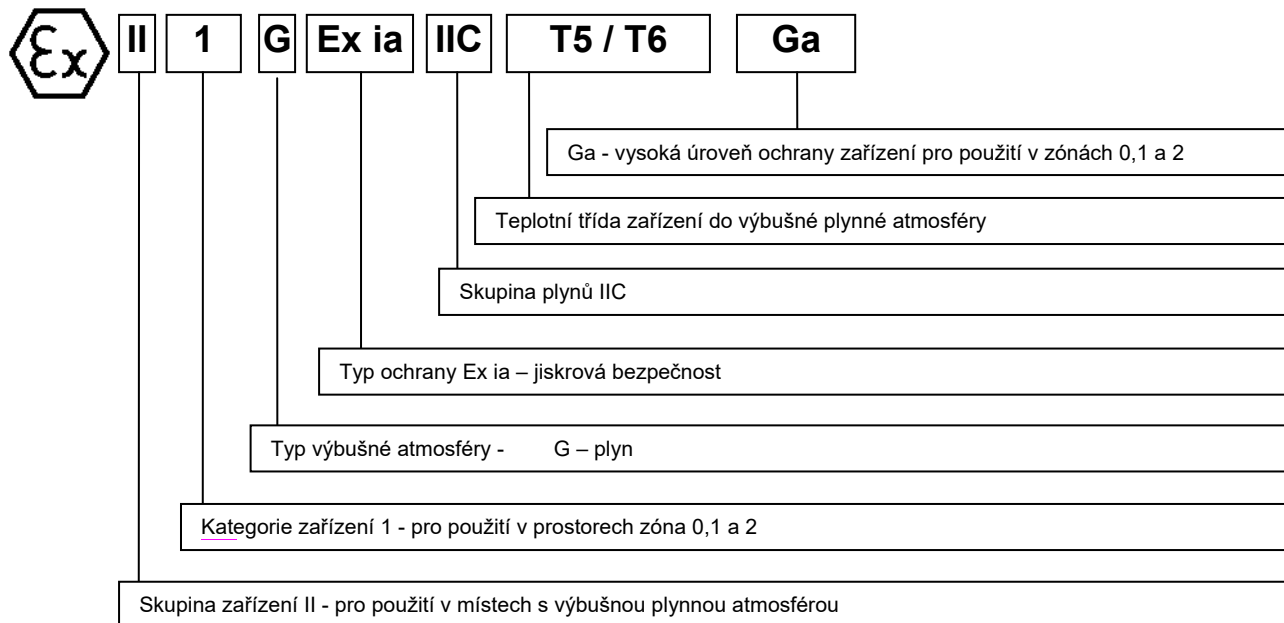 Ex II 1 G Ex ia IIC T5 / T6 Ga
Ga - vysoká úroveň ochrany zařízení pro použití v zónách 0,1 a 2
Teplotní třída zařízení do výbušné plynné atmosféry
Skupina plynů IIC
Typ ochrany Ex ia – jiskrová bezpečnost
Typ výbušné atmosféry - G – plyn
Kategorie zařízení 1 - pro použití v prostorech zóna 0,1 a 2
Skupina zařízení II - pro použití v místech s výbušnou plynnou atmosférou